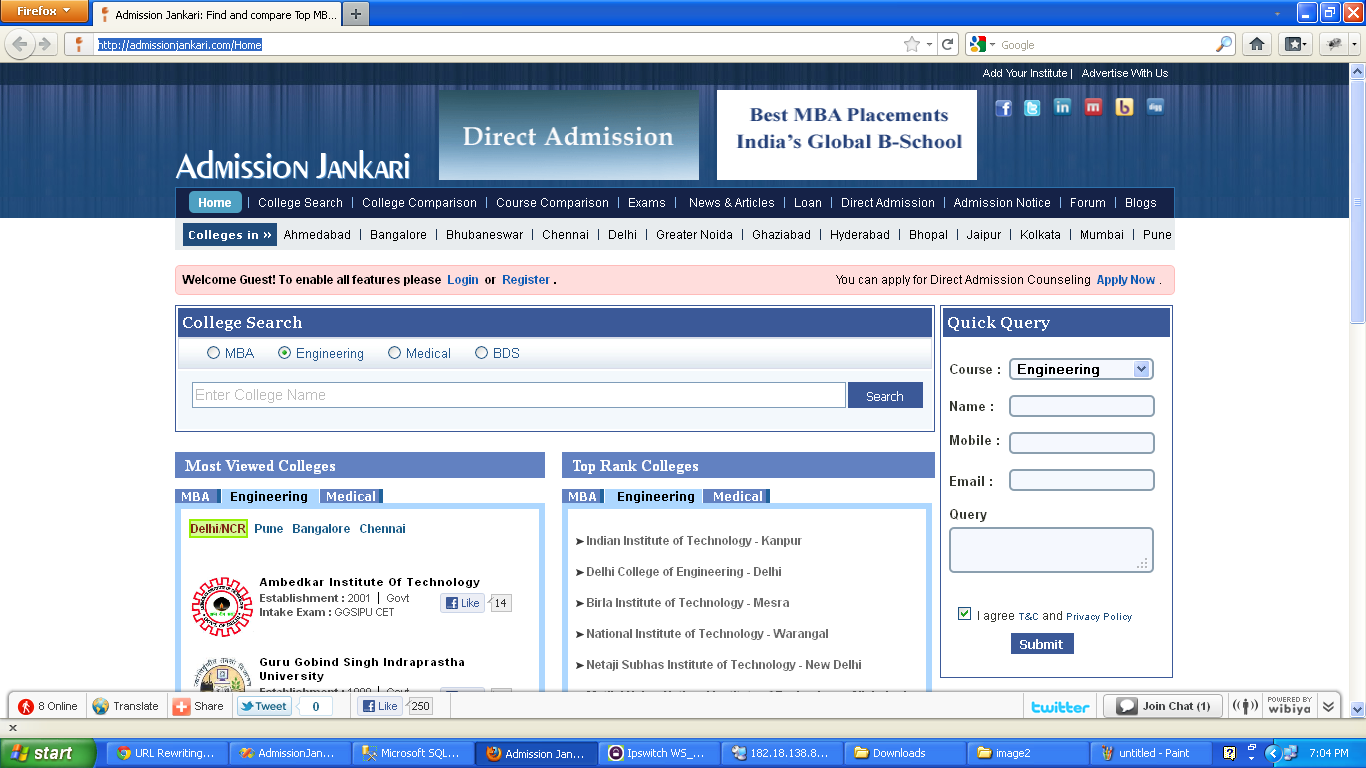 Firefox
Admission Jankari: Find and compare Top MB...
http://admissionjankari.com/Home
Google
Add Your Institute | Advertise With Us
Direct Admission
Best MBA Placements
India's Global B-School
Admission Jankari
Home | College Search | College Comparison | Course Comparison | Exams | News & Articles | Loan | Direct Admission | Admission Notice | Forum | Blogs
Colleges in » Ahmedabad | Bangalore | Bhubaneswar | Chennai | Delhi | Greater Noida | Ghaziabad | Hyderabad | Bhopal | Jaipur | Kolkata | Mumbai | Pune
Welcome Guest! To enable all features please Login or Register .
You can apply for Direct Admission Counseling Apply Now .
College Search
MBA Engineering Medical BDS
Enter College Name
Search
Quick Query
Course : Engineering
Name :
Mobile :
Email :
Query
I agree T&C and Privacy Policy
Submit
Most Viewed Colleges
MBA Engineering Medical
Delhi/NCR Pune Bangalore Chennai
Ambedkar Institute Of Technology
Establishment : 2001 | Govt
Intake Exam : GGSIPU CET
Like 14
Guru Gobind Singh Indraprastha
University
Top Rank Colleges
MBA Engineering Medical
Indian Institute of Technology - Kanpur
Delhi College of Engineering - Delhi
Birla Institute of Technology - Mesra
National Institute of Technology - Warangal
Netaji Subhas Institute of Technology - New Delhi
8 Online Translate Share Tweet 0 Like 250
twitter Join Chat (1) POWERED BY
wibiya
start URL Rewriting... AdmissionJan... Microsoft SQL... Admission Jan... Ipswitch WS_... 182.18.138.8... Downloads image2 untitled - Paint 7:04 PM